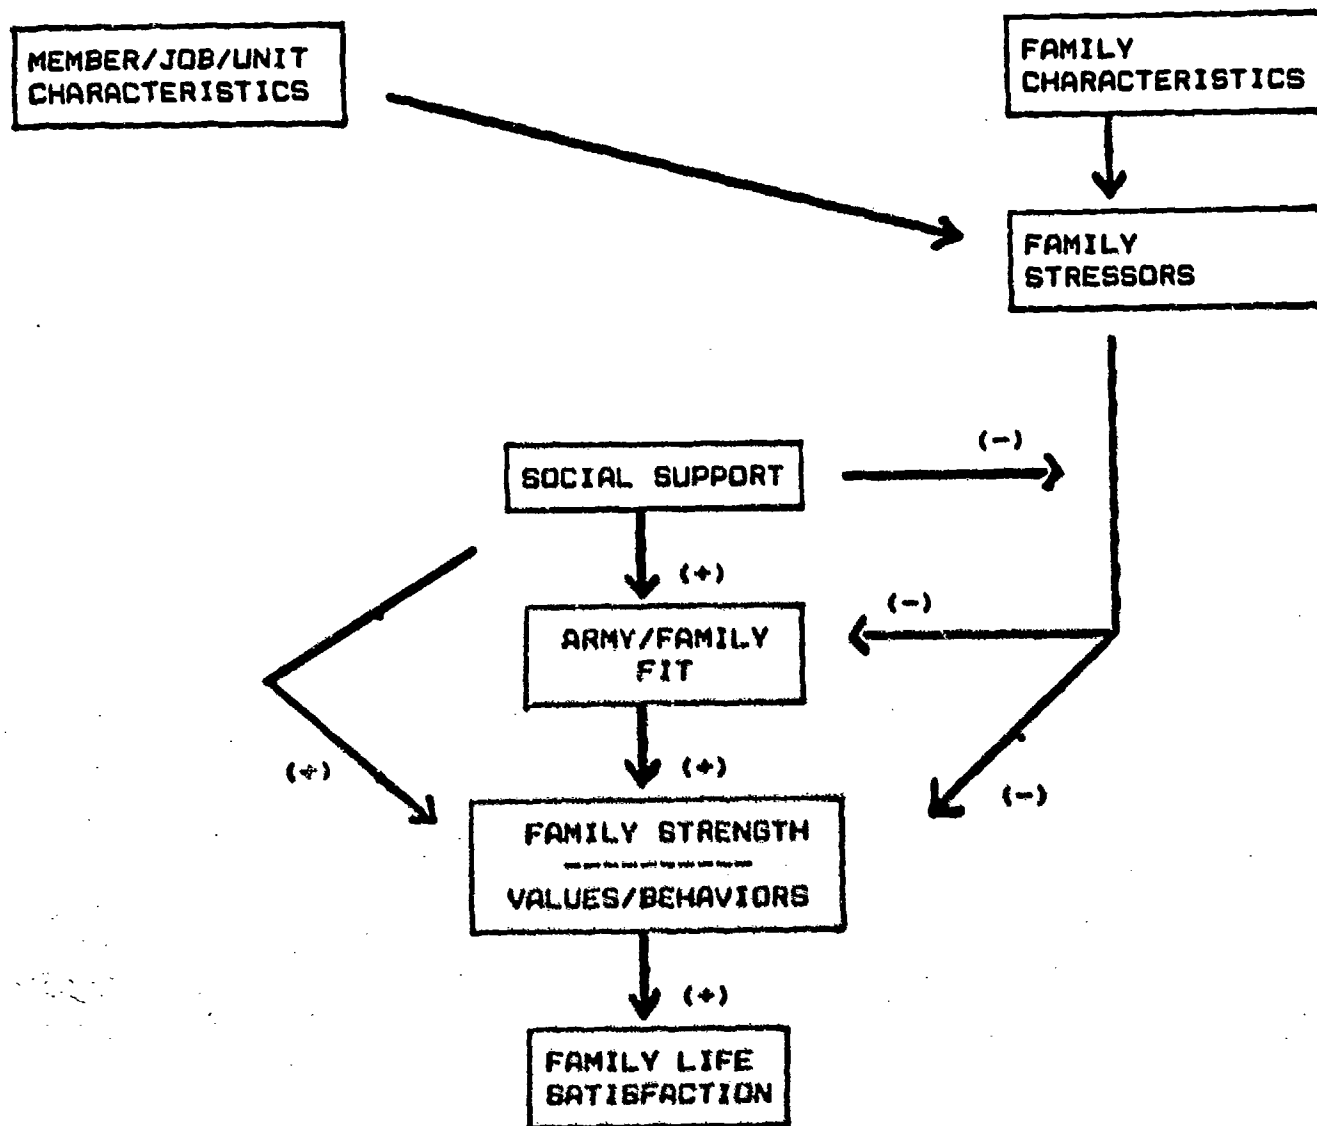 MEMBER/JOB/UNIT
CHARACTERISTICS
FAMILY
CHARACTERISTICS
FAMILY
STRESSORS
SOCIAL SUPPORT
(-)
(+)
(-)
ARMY/FAMILY
FIT
(+)
(+)
(-)
FAMILY STRENGTH
VALUES/BEHAVIORS
(+)
FAMILY LIFE
SATISFACTION